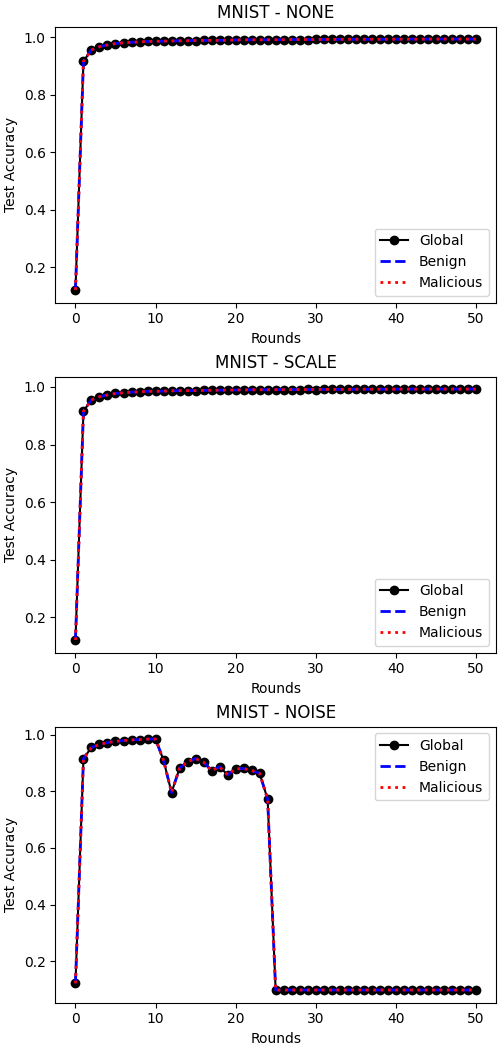 MNIST - NONE
1.0
0.8
0.6
0.4
0.2
Test Accuracy
Global
Benign
Malicious
0 10 20 30 40 50
Rounds
MNIST - SCALE
1.0
0.8
0.6
0.4
0.2
Test Accuracy
Global
Benign
Malicious
0 10 20 30 40 50
Rounds
MNIST - NOISE
1.0
0.8
0.6
0.4
0.2
Test Accuracy
Global
Benign
Malicious
0 10 20 30 40 50
Rounds